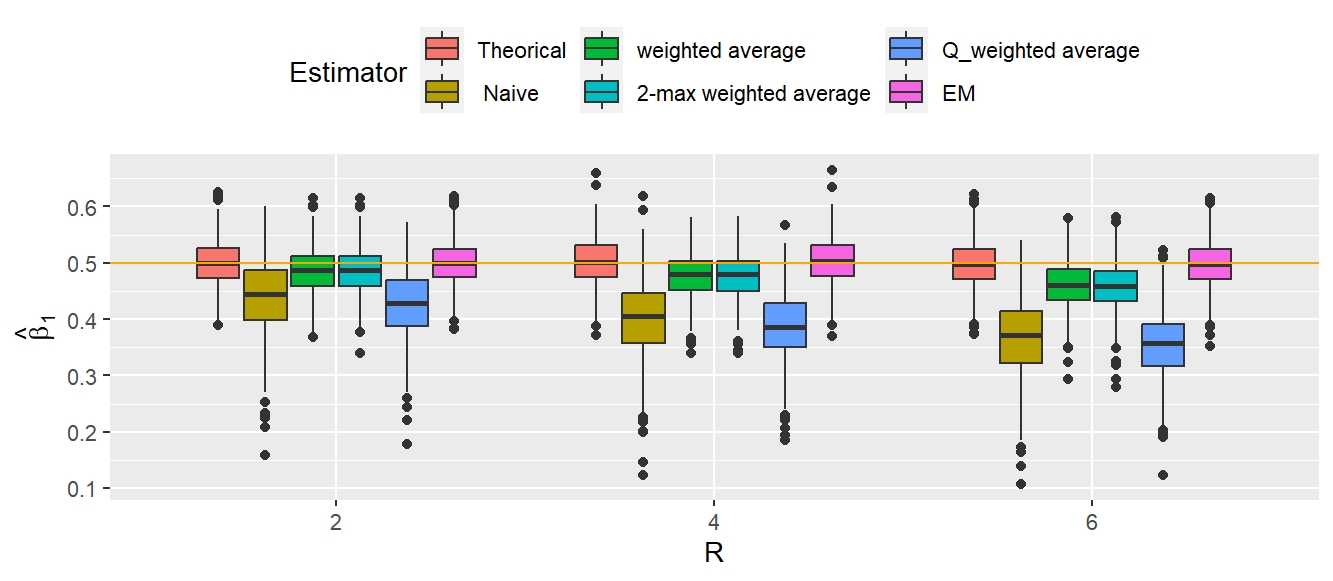 Estimator
Theorical
weighted average
Q_weighted average
Naive
2-max weighted average
EM
0.6
0.5
0.4
0.3
0.2
0.1
β̂₁
2
4
6
R